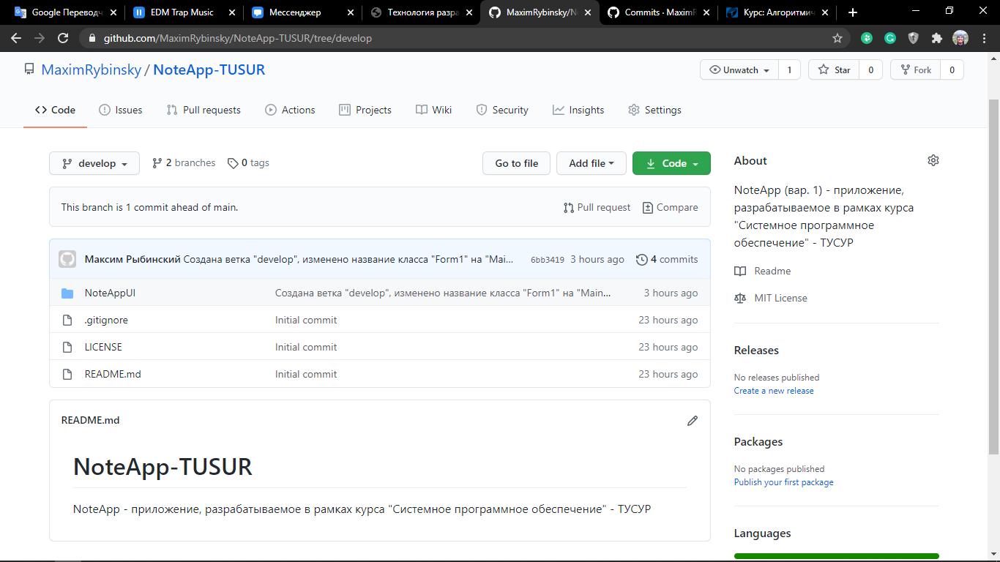 Google Переводч
EDM Trap Music
Мессенджер
Технология разра
MaximRybinsky/N
Commits · MaximR
Курс: Алгоритмич
github.com/MaximRybinsky/NoteApp-TUSUR/tree/develop
MaximRybinsky / NoteApp-TUSUR
Unwatch 1
Star 0
Fork 0
Code
Issues
Pull requests
Actions
Projects
Wiki
Security
Insights
Settings
develop
2 branches
0 tags
Go to file
Add file
Code
This branch is 1 commit ahead of main.
Pull request
Compare
Максим Рыбинский Создана ветка "develop", изменено название класса "Form1" на "Mai... 6bb3419 3 hours ago 4 commits
NoteAppUI Создана ветка "develop", изменено название класса "Form1" на "Main... 3 hours ago
.gitignore Initial commit 23 hours ago
LICENSE Initial commit 23 hours ago
README.md Initial commit 23 hours ago
README.md
NoteApp-TUSUR
NoteApp - приложение, разрабатываемое в рамках курса "Системное программное обеспечение" - ТУСУР
About
NoteApp (вар. 1) - приложение,
разрабатываемое в рамках курса
"Системное программное
обеспечение" - ТУСУР
Readme
MIT License
Releases
No releases published
Create a new release
Packages
No packages published
Publish your first package
Languages